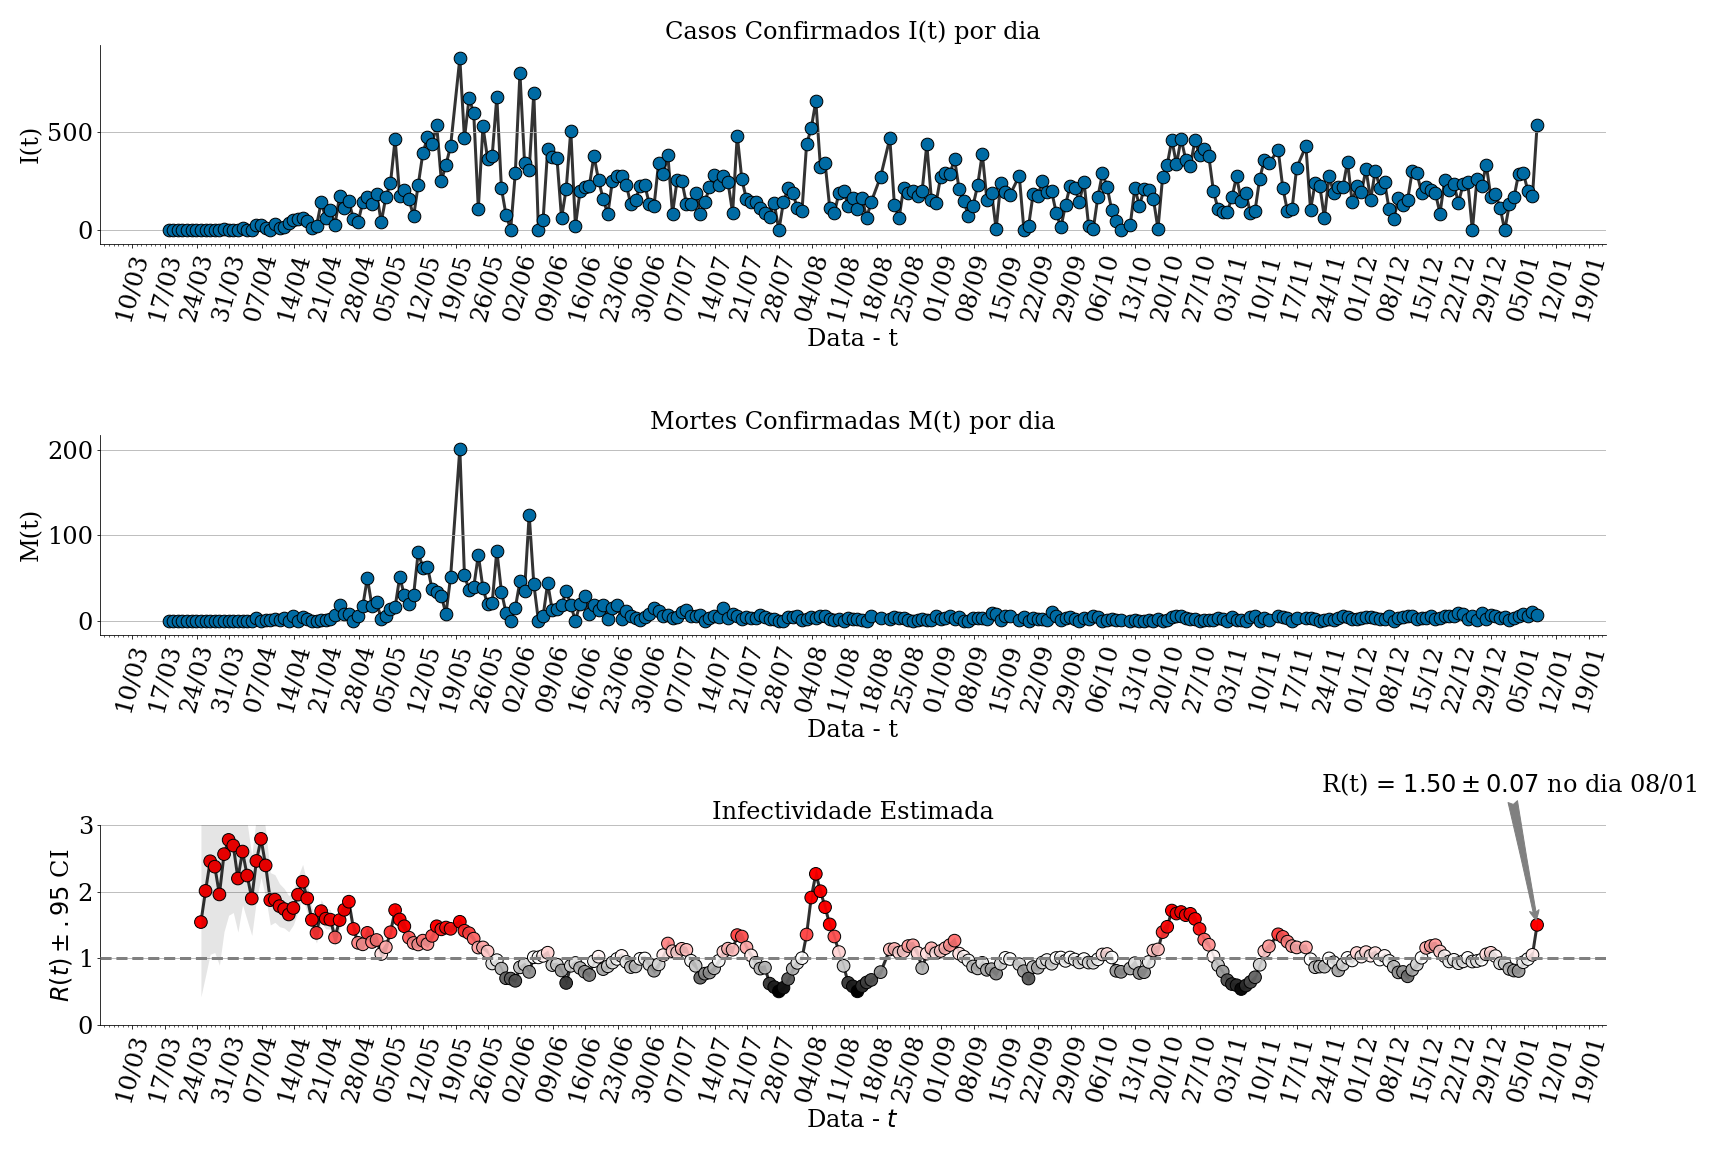 Casos Confirmados I(t) por dia
I(t)
500
0
10/03 17/03 24/03 31/03 07/04 14/04 21/04 28/04 05/05 12/05 19/05 26/05 02/06 09/06 16/06 23/06 30/06 07/07 14/07 21/07 28/07 04/08 11/08 18/08 25/08 01/09 08/09 15/09 22/09 29/09 06/10 13/10 20/10 27/10 03/11 10/11 17/11 24/11 01/12 08/12 15/12 22/12 29/12 05/01 12/01 19/01
Data - t
Mortes Confirmadas M(t) por dia
M(t)
200
100
0
10/03 17/03 24/03 31/03 07/04 14/04 21/04 28/04 05/05 12/05 19/05 26/05 02/06 09/06 16/06 23/06 30/06 07/07 14/07 21/07 28/07 04/08 11/08 18/08 25/08 01/09 08/09 15/09 22/09 29/09 06/10 13/10 20/10 27/10 03/11 10/11 17/11 24/11 01/12 08/12 15/12 22/12 29/12 05/01 12/01 19/01
Data - t
R(t) = 1.50 ± 0.07 no dia 08/01
Infectividade Estimada
R(t) ± .95 CI
3
2
1
0
10/03 17/03 24/03 31/03 07/04 14/04 21/04 28/04 05/05 12/05 19/05 26/05 02/06 09/06 16/06 23/06 30/06 07/07 14/07 21/07 28/07 04/08 11/08 18/08 25/08 01/09 08/09 15/09 22/09 29/09 06/10 13/10 20/10 27/10 03/11 10/11 17/11 24/11 01/12 08/12 15/12 22/12 29/12 05/01 12/01 19/01
Data - t